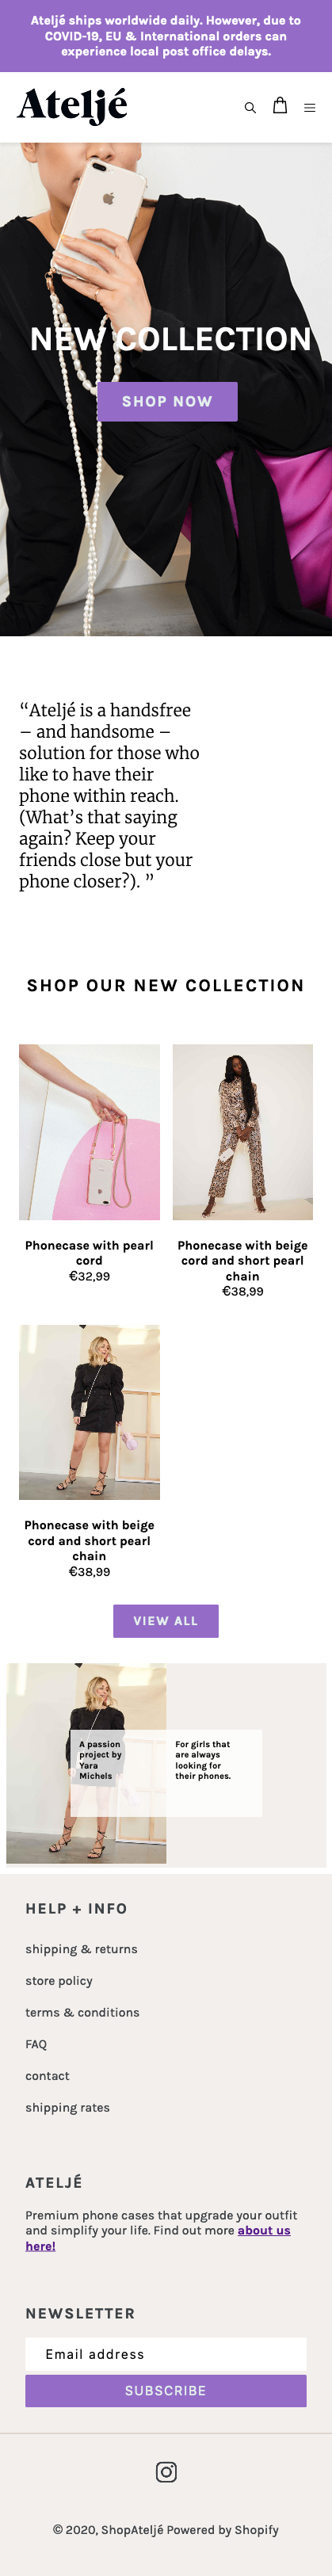 Ateljé ships worldwide daily. However, due to
COVID-19, EU & International orders can
experience local post office delays.
Ateljé
NEW COLLECTION
SHOP NOW
“Ateljé is a handsfree
– and handsome –
solution for those who
like to have their
phone within reach.
(What’s that saying
again? Keep your
friends close but your
phone closer?). ”
SHOP OUR NEW COLLECTION
Phonecase with pearl
cord
€32,99
Phonecase with beige
cord and short pearl
chain
€38,99
Phonecase with beige
cord and short pearl
chain
€38,99
VIEW ALL
A passion
project by
Yara
Michels
For girls that
are always
looking for
their phones.
HELP + INFO
shipping & returns
store policy
terms & conditions
FAQ
contact
shipping rates
ATELJÉ
Premium phone cases that upgrade your outfit
and simplify your life. Find out more about us
here!
NEWSLETTER
Email address
SUBSCRIBE
© 2020, ShopAteljé Powered by Shopify